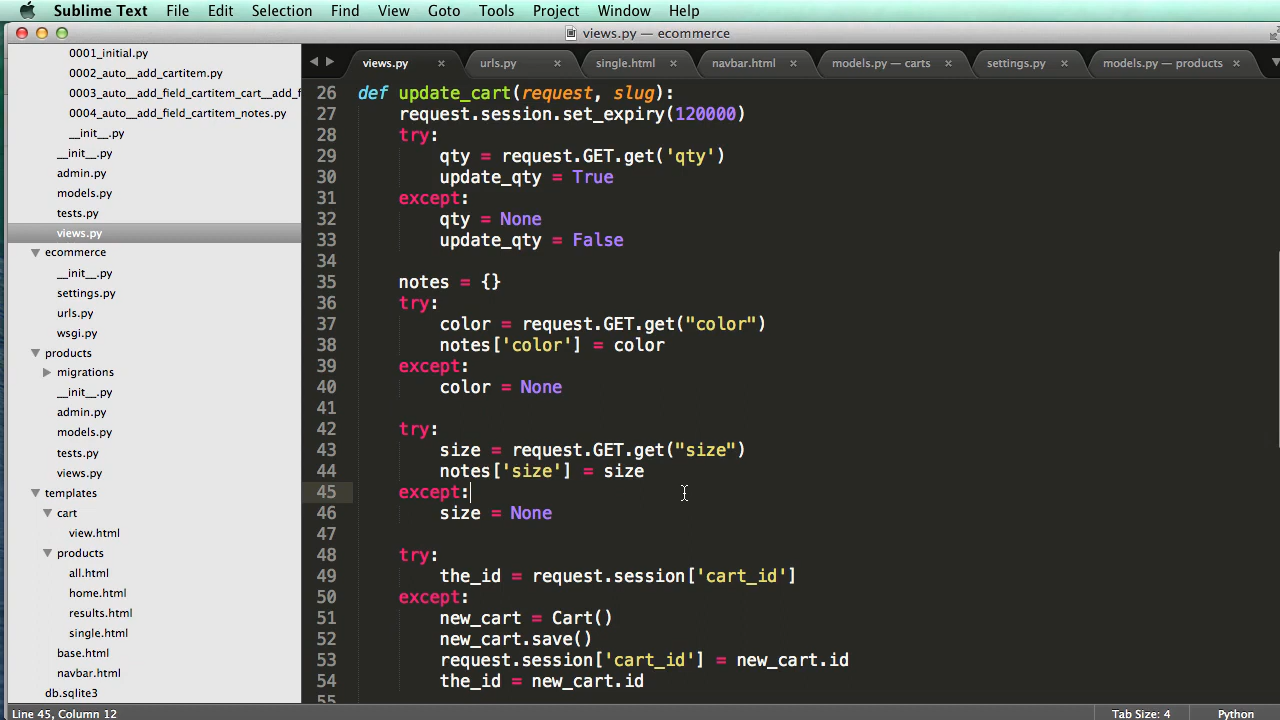 Sublime Text File Edit Selection Find View Goto Tools Project Window Help
views.py — ecommerce
0001_initial.py
0002_auto__add_cartitem.py
0003_auto__add_field_cartitem_cart__add_f
0004_auto__add_field_cartitem_notes.py
__init__.py
__init__.py
admin.py
models.py
tests.py
views.py
ecommerce
__init__.py
settings.py
urls.py
wsgi.py
products
migrations
__init__.py
admin.py
models.py
tests.py
views.py
templates
cart
view.html
products
all.html
home.html
results.html
single.html
base.html
navbar.html
db.sqlite3
views.py × urls.py × single.html × navbar.html × models.py — carts × settings.py × models.py — products ×
26 def update_cart(request, slug):
27 request.session.set_expiry(120000)
28 try:
29 qty = request.GET.get('qty')
30 update_qty = True
31 except:
32 qty = None
33 update_qty = False
34
35 notes = {}
36 try:
37 color = request.GET.get("color")
38 notes['color'] = color
39 except:
40 color = None
41
42 try:
43 size = request.GET.get("size")
44 notes['size'] = size
45 except:
46 size = None
47
48 try:
49 the_id = request.session['cart_id']
50 except:
51 new_cart = Cart()
52 new_cart.save()
53 request.session['cart_id'] = new_cart.id
54 the_id = new_cart.id
55
Line 45, Column 12 Tab Size: 4 Python